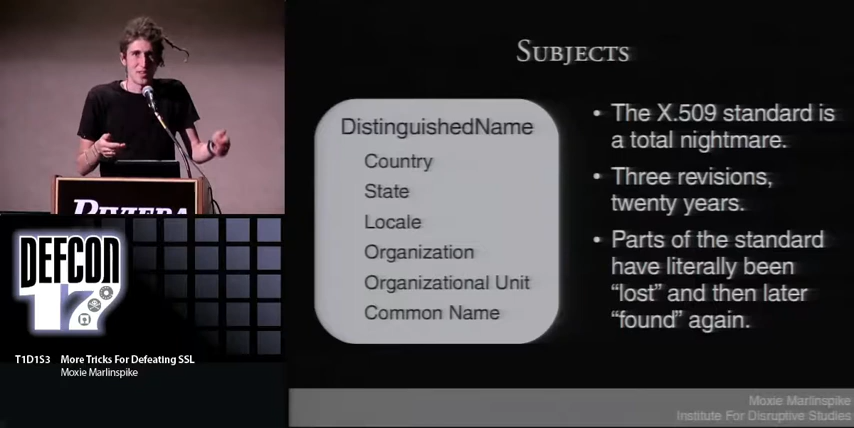 SUBJECTS
DistinguishedName
Country
State
Locale
Organization
Organizational Unit
Common Name
• The X.509 standard is
a total nightmare.
• Three revisions,
twenty years.
• Parts of the standard
have literally been
“lost” and then later
“found” again.
RIVIERA
DEFCON
17
T1D1S3 More Tricks For Defeating SSL
Moxie Marlinspike
Moxie Marlinspike
Institute For Disruptive Studies